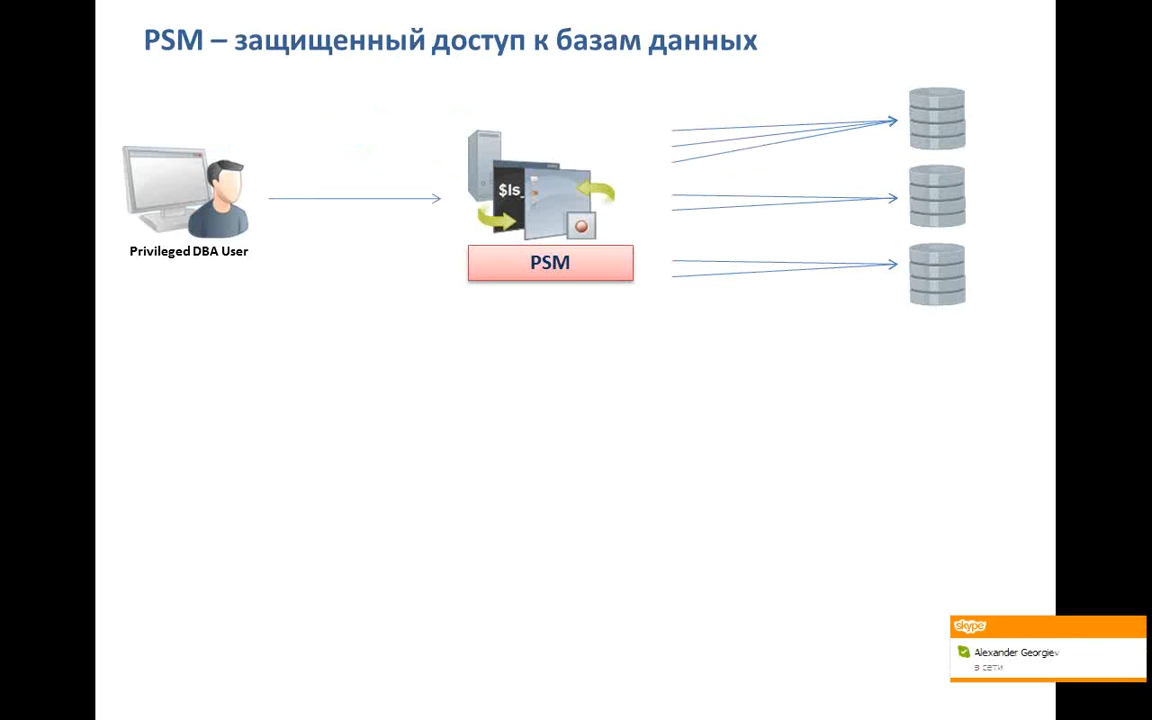 PSM – защищенный доступ к базам данных
$ls_
Privileged DBA User
PSM
skype
Alexander Georgiev
в сети